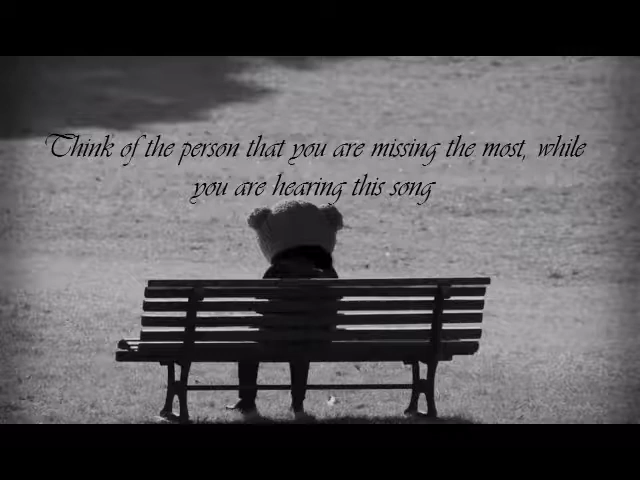 Think of the person that you are missing the most, while
you are hearing this song